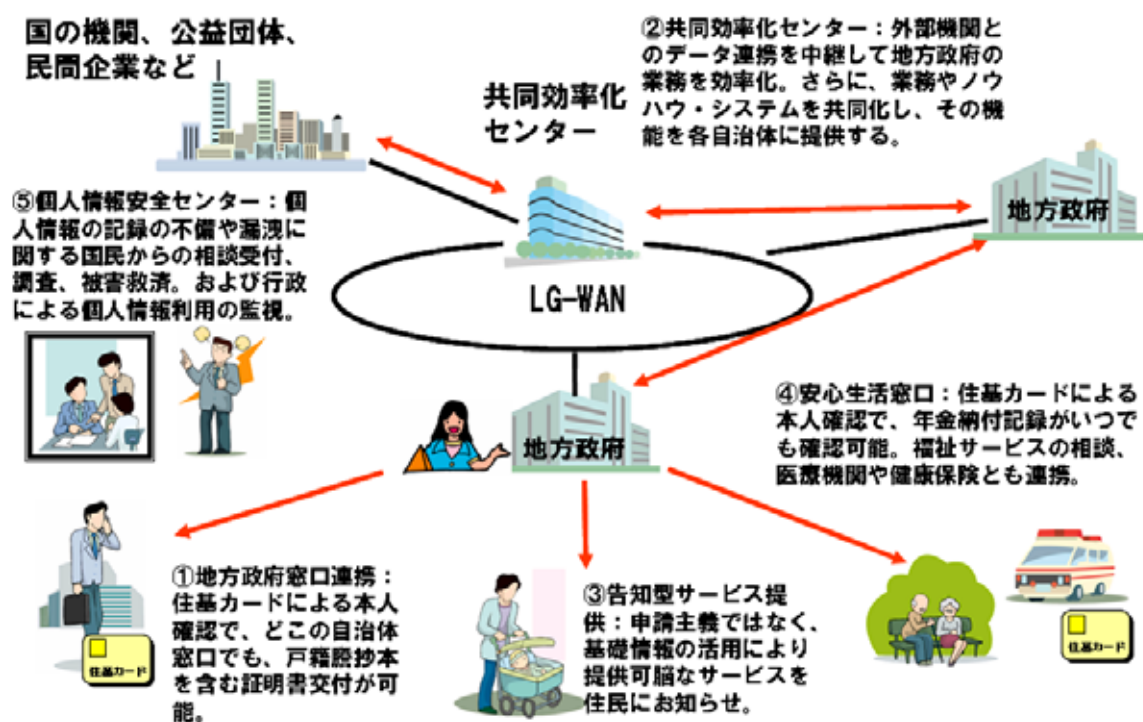 国の機関、公益団体、
民間企業など
共同効率化
センター
②共同効率化センター：外部機関と
のデータ連携を中継して地方政府の
業務を効率化。さらに、業務やノウ
ハウ・システムを共同化し、その機
能を各自治体に提供する。
地方政府
⑤個人情報安全センター：個
人情報の記録の不備や漏洩に
関する国民からの相談受付、
調査、被害救済。および行政
による個人情報利用の監視。
LG-WAN
地方政府
④安心生活窓口：住基カードによる
本人確認で、年金納付記録がいつで
も確認可能。福祉サービスの相談、
医療機関や健康保険とも連携。
①地方政府窓口連携：
住基カードによる本人
確認で、どこの自治体
窓口でも、戸籍謄抄本
を含む証明書交付が可
能。
住基カード
③告知型サービス提
供：申請主義ではなく、
基礎情報の活用により
提供可脳なサービスを
住民にお知らせ。
住基カード